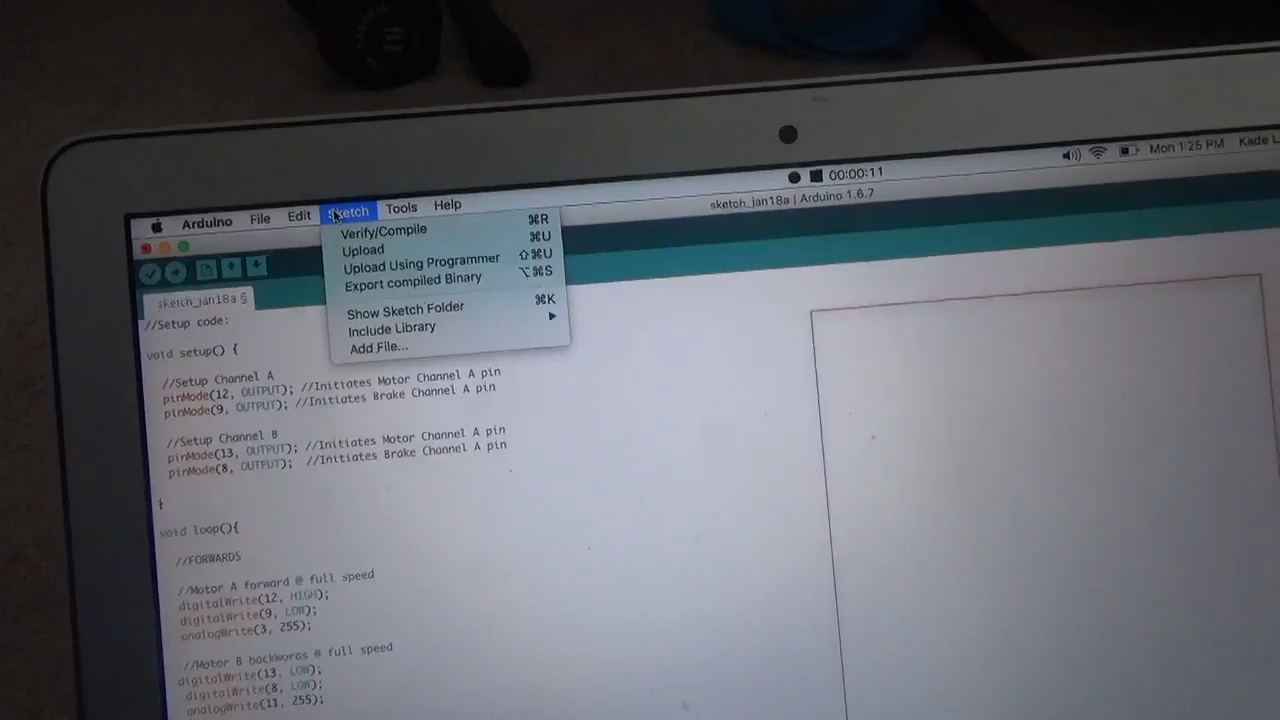 00:00:11
Mon 1:25 PM
Arduino File Edit Sketch Tools Help
sketch_jan18a | Arduino 1.6.7
Verify/Compile ⌘R
Upload ⌘U
Upload Using Programmer ⇧⌘U
Export compiled Binary ⌥⌘S
Show Sketch Folder ⌘K
Include Library
Add File...
sketch_jan18a §
//Setup code:
void setup() {
//Setup Channel A
pinMode(12, OUTPUT); //Initiates Motor Channel A pin
pinMode(9, OUTPUT); //Initiates Brake Channel A pin
//Setup Channel B
pinMode(13, OUTPUT); //Initiates Motor Channel A pin
pinMode(8, OUTPUT); //Initiates Brake Channel A pin
}
void loop(){
//FORWARDS
//Motor A forward @ full speed
digitalWrite(12, HIGH);
digitalWrite(9, LOW);
analogWrite(3, 255);
//Motor B backwards @ full speed
digitalWrite(13, LOW);
digitalWrite(8, LOW);
analogWrite(11, 255);